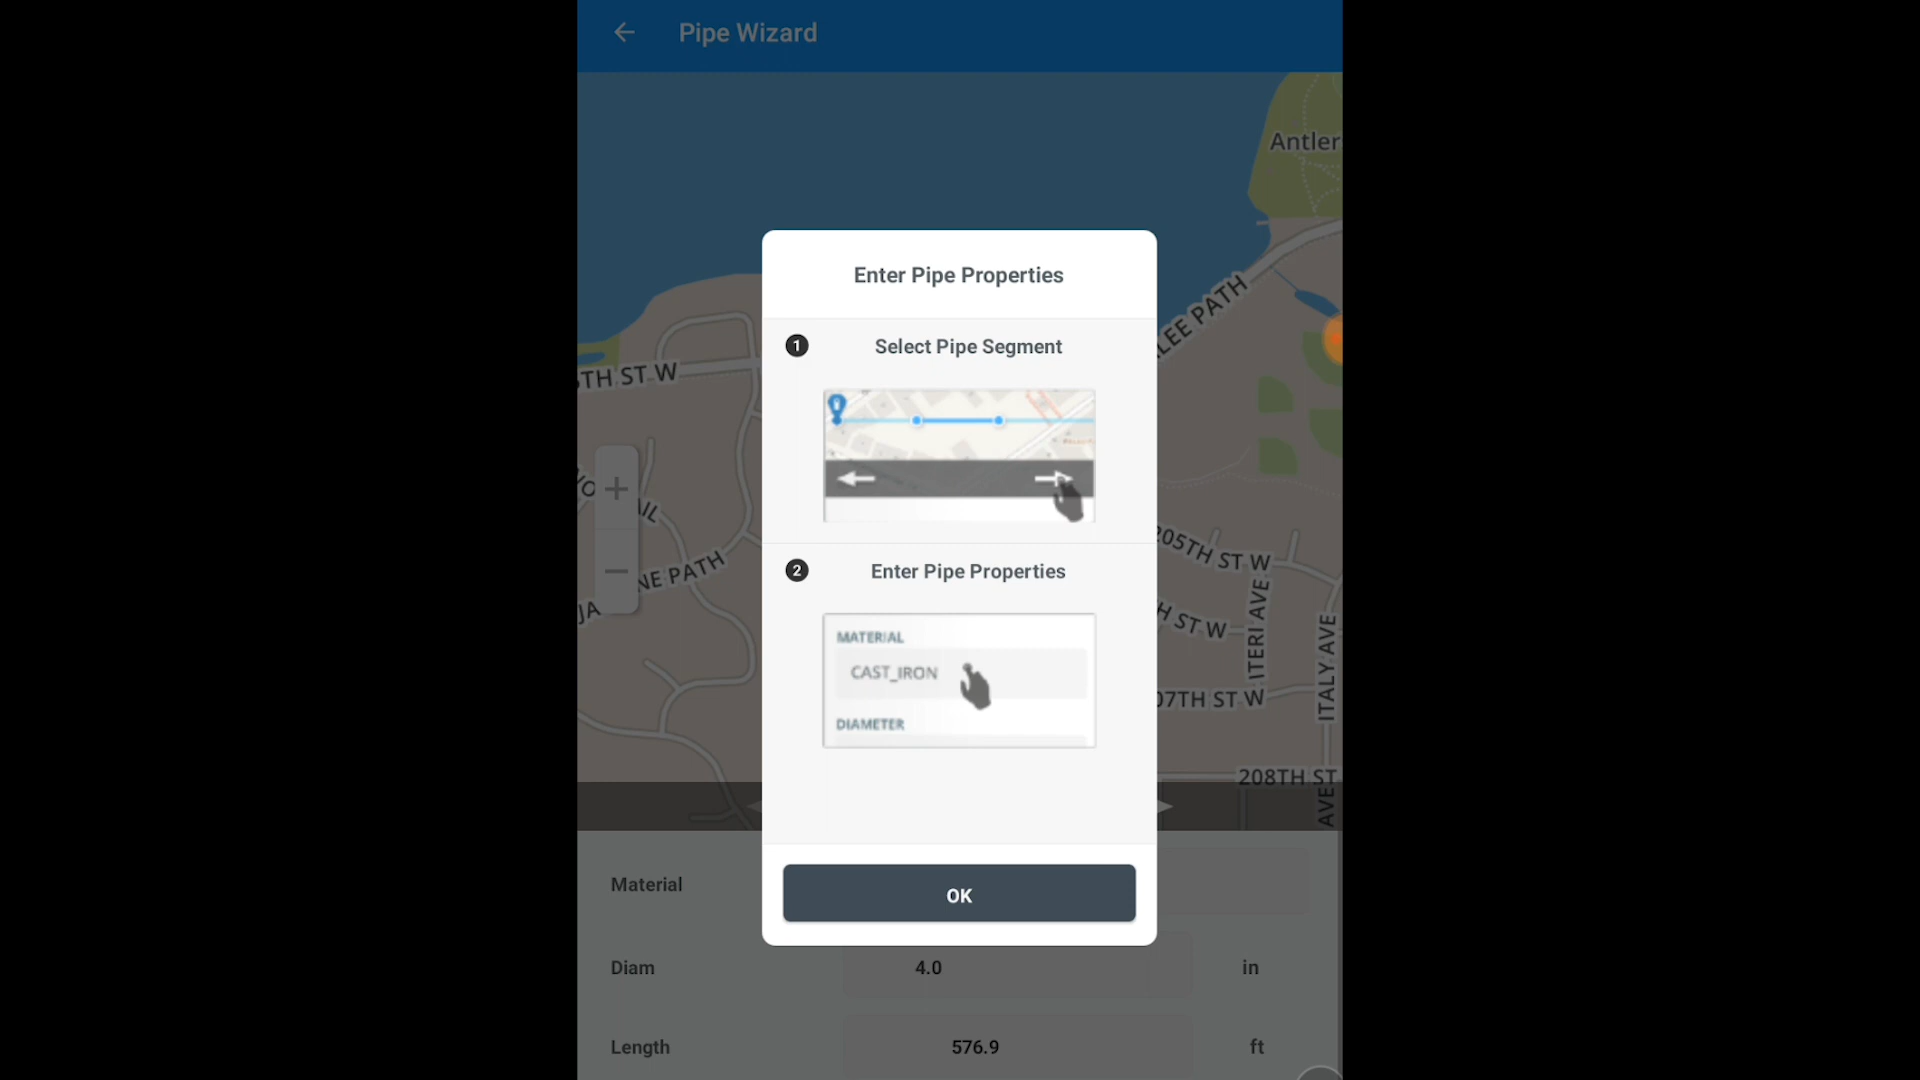 Pipe Wizard
Antler
LEE PATH
TH ST W
Enter Pipe Properties
1 Select Pipe Segment
NE PATH
JA
205TH ST W
H ST W
ITERI AVE
ITALY AVE
07TH ST W
208TH ST
AVE
2 Enter Pipe Properties
MATERIAL
CAST_IRON
DIAMETER
OK
Material
Diam 4.0 in
Length 576.9 ft